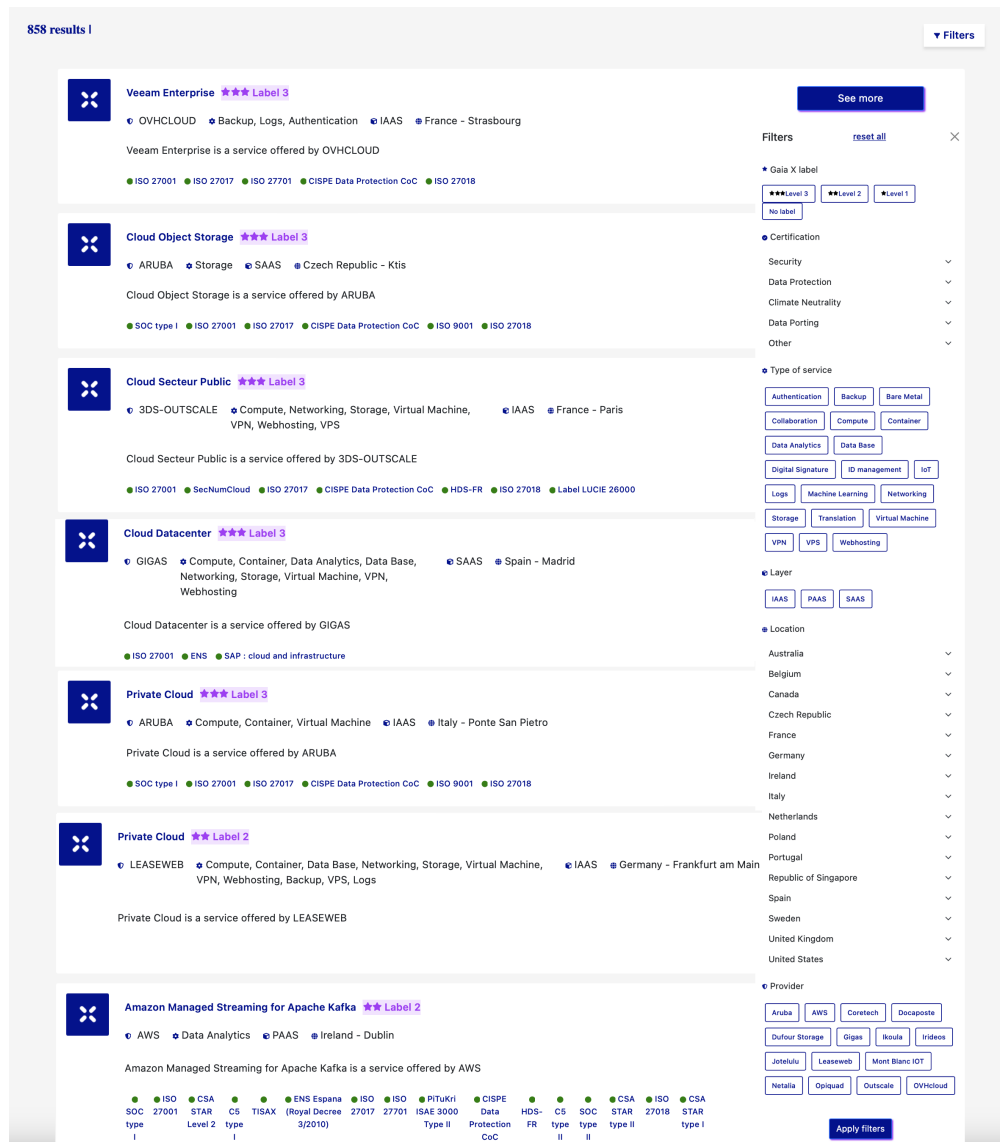 858 results |
Filters
Veeam Enterprise ★★★ Label 3
OVHCLOUD Backup, Logs, Authentication IAAS France - Strasbourg
Veeam Enterprise is a service offered by OVHCLOUD
ISO 27001 ISO 27017 ISO 27701 CISPE Data Protection CoC ISO 27018
Cloud Object Storage ★★★ Label 3
ARUBA Storage SAAS Czech Republic - Ktis
Cloud Object Storage is a service offered by ARUBA
SOC type I ISO 27001 ISO 27017 CISPE Data Protection CoC ISO 9001 ISO 27018
Cloud Secteur Public ★★★ Label 3
3DS-OUTSCALE Compute, Networking, Storage, Virtual Machine, IAAS France - Paris
VPN, Webhosting, VPS
Cloud Secteur Public is a service offered by 3DS-OUTSCALE
ISO 27001 SecNumCloud ISO 27017 CISPE Data Protection CoC HDS-FR ISO 27018 Label LUCIE 26000
Cloud Datacenter ★★★ Label 3
GIGAS Compute, Container, Data Analytics, Data Base, SAAS Spain - Madrid
Networking, Storage, Virtual Machine, VPN,
Webhosting
Cloud Datacenter is a service offered by GIGAS
ISO 27001 ENS SAP : cloud and infrastructure
Private Cloud ★★★ Label 3
ARUBA Compute, Container, Virtual Machine IAAS Italy - Ponte San Pietro
Private Cloud is a service offered by ARUBA
SOC type I ISO 27001 ISO 27017 CISPE Data Protection CoC ISO 9001 ISO 27018
Private Cloud ★★ Label 2
LEASEWEB Compute, Container, Data Base, Networking, Storage, Virtual Machine, IAAS Germany - Frankfurt am Main
VPN, Webhosting, Backup, VPS, Logs
Private Cloud is a service offered by LEASEWEB
Amazon Managed Streaming for Apache Kafka ★★ Label 2
AWS Data Analytics PAAS Ireland - Dublin
Amazon Managed Streaming for Apache Kafka is a service offered by AWS
ISO CSA ENS Espana ISO ISO PiTuKri CISPE CSA ISO CSA
SOC 27001 STAR C5 TISAX (Royal Decree 27017 27701 ISAE 3000 Data HDS- C5 SOC STAR 27018 STAR
type Level 2 type 3/2010) Type II Protection FR type type type II type I
I I CoC II II
See more
Filters reset all
Gaia X label
★★★Level 3 ★★Level 2 ★Level 1
No label
Certification
Security
Data Protection
Climate Neutrality
Data Porting
Other
Type of service
Authentication Backup Bare Metal
Collaboration Compute Container
Data Analytics Data Base
Digital Signature ID management IoT
Logs Machine Learning Networking
Storage Translation Virtual Machine
VPN VPS Webhosting
Layer
IAAS PAAS SAAS
Location
Australia
Belgium
Canada
Czech Republic
France
Germany
Ireland
Italy
Netherlands
Poland
Portugal
Republic of Singapore
Spain
Sweden
United Kingdom
United States
Provider
Aruba AWS Coretech Docaposte
Dufour Storage Gigas Ikoula Irideos
Jotelulu Leaseweb Mont Blanc IOT
Netalia Opiquad Outscale OVHcloud
Apply filters